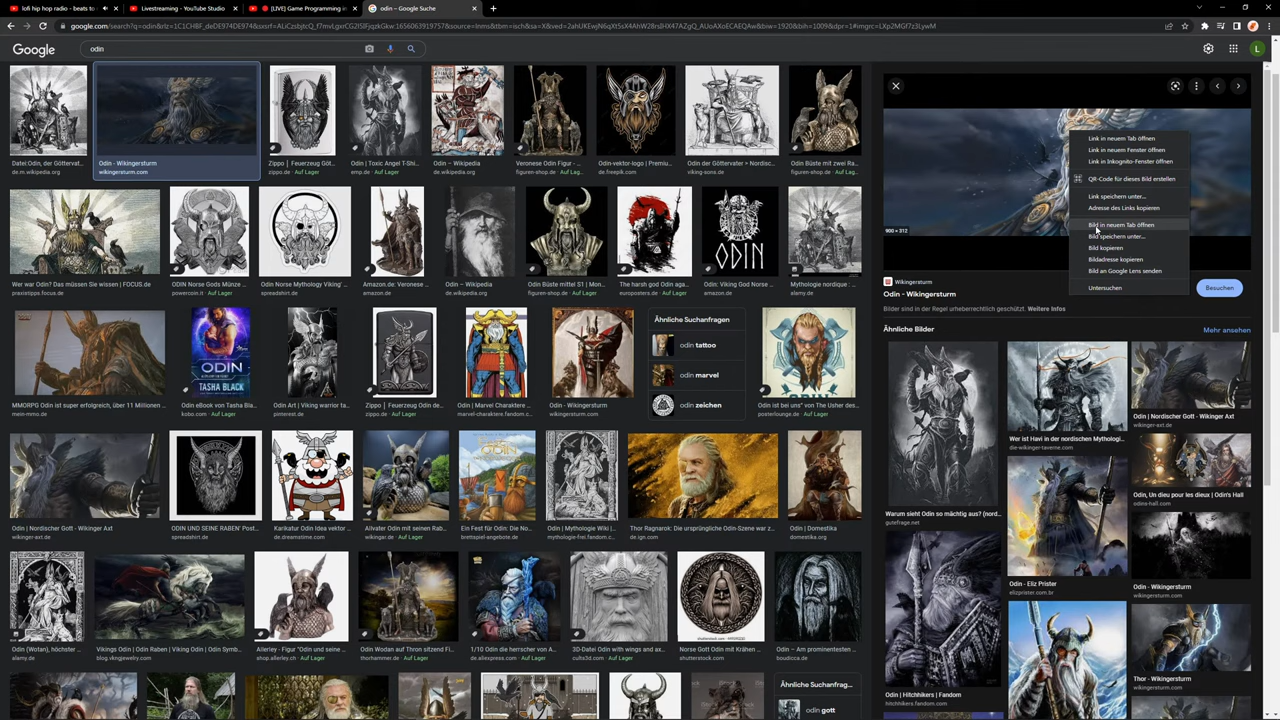 lofi hip hop radio - beats to
Livestreaming - YouTube Studio
[LIVE] Game Programming in
odin – Google Suche
google.com/search?q=odin&rlz=1C1CHBF_deDE974DE974&sxsrf=
Google
odin
L
Datei:Odin, der Göttervat...
de.m.wikipedia.org
Odin - Wikingersturm
wikingersturm.com
Zippo ┇ Feuerzeug Göt...
zippo.de · Auf Lager
Odin | Toxic Angel T-Shi...
emp.de · Auf Lager
Odin – Wikipedia
de.wikipedia.org
Veronese Odin Figur - ...
figuren-shop.de · Auf Lager
Odin-vektor-logo | Premiu...
de.freepik.com
Odin der Göttervater > Nordisc...
viking-sons.de
Odin Büste mit zwei Ra...
figuren-shop.de · Auf Lager
Wer war Odin? Das müssen Sie wissen | FOCUS.de
praxistipps.focus.de
ODIN Norse Gods Münze ...
powercoin.it · Auf Lager
Odin Norse Mythology Viking' ...
spreadshirt.de
Amazon.de: Veronese ...
amazon.de · Auf Lager
Odin – Wikipedia
de.wikipedia.org
Odin Büste mittel S1 | Mon...
figuren-shop.de · Auf Lager
The harsh god Odin aga...
europosters.de · Auf Lager
ODIN
Odin: Viking God Norse ...
amazon.de
Mythologie nordique : ...
alamy.de
MMORPG Odin ist super erfolgreich, über 11 Millionen ...
mein-mmo.de
ODIN
TASHA BLACK
Odin eBook von Tasha Bla...
kobo.com · Auf Lager
Odin Art | Viking warrior ta...
pinterest.de
Zippo ┇ Feuerzeug Odin de...
zippo.de · Auf Lager
Odin | Marvel Charaktere ...
marvel-charaktere.fandom.c...
Odin - Wikingersturm
wikingersturm.com
Ähnliche Suchanfragen
odin tattoo
odin marvel
odin zeichen
Odin ist bei uns" von The Usher des...
posterlounge.de · Auf Lager
Odin | Nordischer Gott - Wikinger Axt
wikinger-axt.de
ODIN UND SEINE RABEN' Post...
spreadshirt.de
Karikatur Odin Idea vektor ...
de.dreamstime.com
Allvater Odin mit seinen Rab...
wikinger.de · Auf Lager
Ein Fest für Odin: Die No...
brettspiel-angebote.de
Odin | Mythologie Wiki | ...
mythologie-frei.fandom.c...
Thor Ragnarok: Die ursprüngliche Odin-Szene war z...
de.ign.com
Odin | Domestika
domestika.org
Odin (Wotan), höchster ...
alamy.de
Vikings Odin | Odin Raben | Viking Odin | Odin Symb...
blog.vkngjewelry.com
Allerley - Figur "Odin und seine ...
shop.allerley.ch · Auf Lager
Odin Wodan auf Thron sitzend Fi...
thorhammer.de · Auf Lager
1/10 Odin die herrscher von A...
de.aliexpress.com · Auf Lager
3D-Datei Odin with wings and ax...
cults3d.com · Auf Lager
Norse Gott Odin mit Krähen ...
shutterstock.com
Odin – Am prominentesten ...
boudicca.de
Ähnliche Suchanfrag...
odin gott
900 × 312
Link in neuem Tab öffnen
Link in neuem Fenster öffnen
Link in Inkognito-Fenster öffnen
QR-Code für dieses Bild erstellen
Link speichern unter...
Adresse des Links kopieren
Bild in neuem Tab öffnen
Bild speichern unter...
Bild kopieren
Bildadresse kopieren
Bild an Google Lens senden
Untersuchen
Wikingersturm
Odin - Wikingersturm
Besuchen
Bilder sind in der Regel urheberrechtlich geschützt. Weitere Infos
Ähnliche Bilder
Mehr ansehen
Warum sieht Odin so mächtig aus? (nord...
gutefrage.net
Wer ist Havi in der nordischen Mythologi...
die-wikinger-taverne.com
Odin | Nordischer Gott - Wikinger Axt
wikinger-axt.de
Odin, Un dieu pour les dieux | Odin's Hall
odins-hall.com
Odin - Eliz Prister
elizprister.com.br
Odin - Wikingersturm
wikingersturm.com
Odin | Hitchhikers | Fandom
hitchhikers.fandom.com
Thor - Wikingersturm
wikingersturm.com